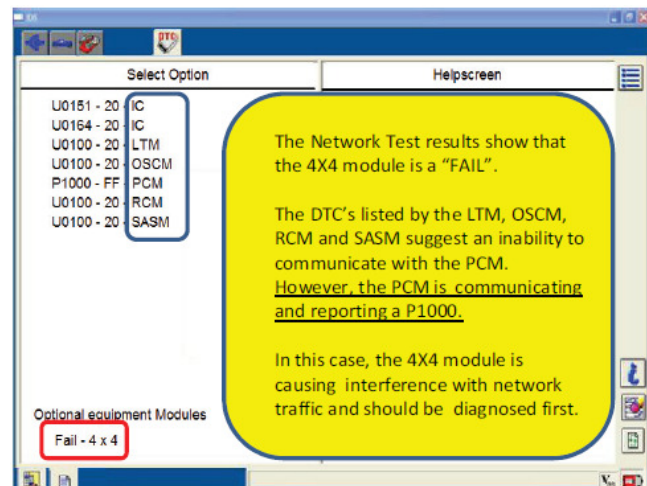 IDS
DTC
Select Option
Helpscreen
U0151 - 20 - IC
U0164 - 20 - IC
U0100 - 20 - LTM
U0100 - 20 - OSCM
P1000 - FF - PCM
U0100 - 20 - RCM
U0100 - 20 - SASM
The Network Test results show that
the 4X4 module is a “FAIL”.
The DTC’s listed by the LTM, OSCM,
RCM and SASM suggest an inability to
communicate with the PCM.
However, the PCM is communicating
and reporting a P1000.
In this case, the 4X4 module is
causing interference with network
traffic and should be diagnosed first.
Optional equipment Modules
Fail - 4 x 4